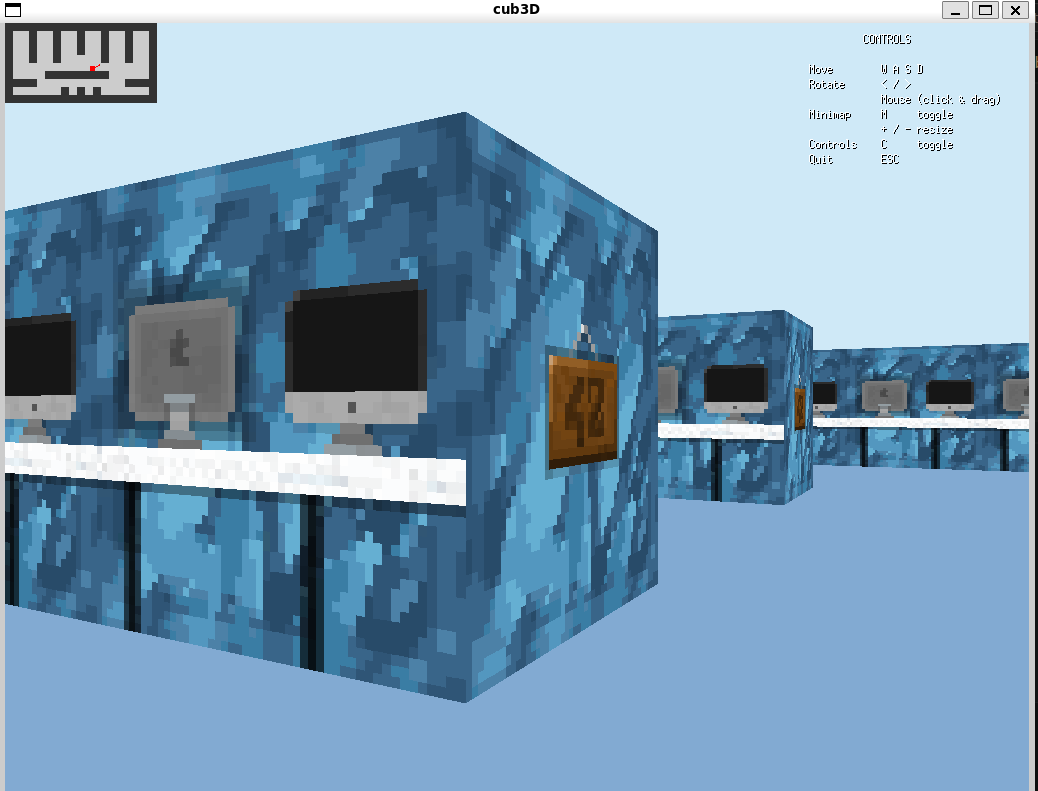 cub3D
CONTROLS
Move W A S D
Rotate < / >
Mouse (click & drag)
Minimap M toggle
+ / - resize
Controls C toggle
Quit ESC
42